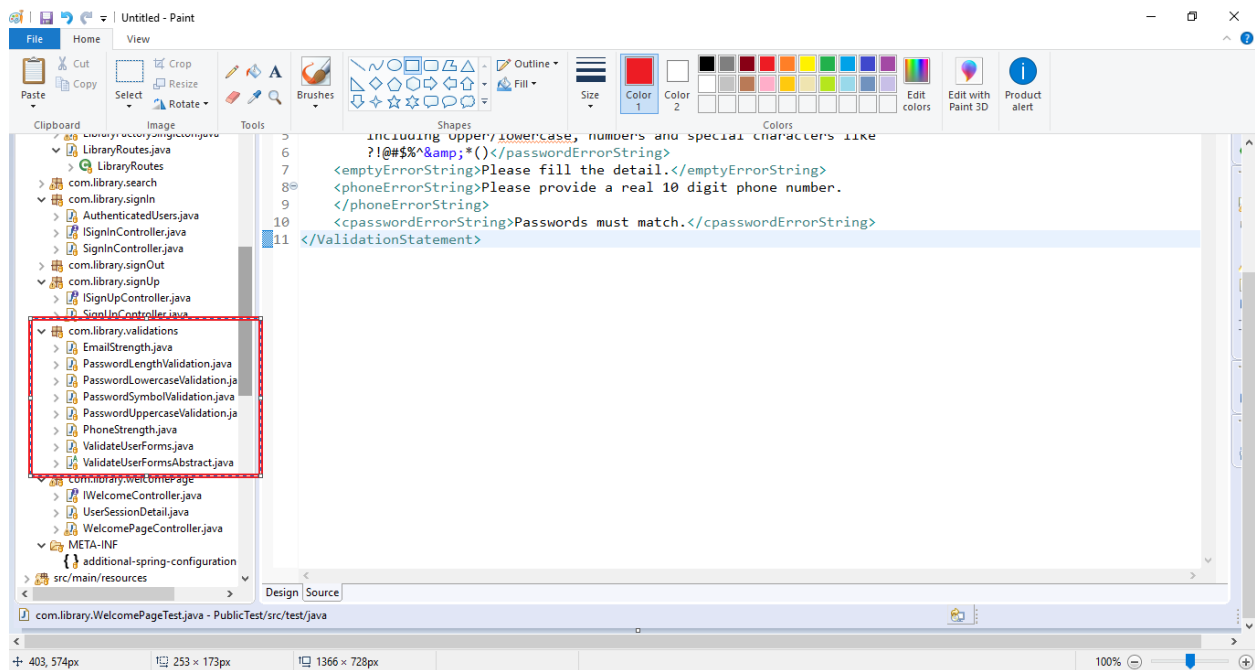 Untitled - Paint
File Home View
Cut
Copy
Paste
Clipboard
Crop
Resize
Rotate
Select
Image
Tools
Brushes
Outline
Fill
Shapes
Size
Color 1
Color 2
Colors
Edit colors
Edit with Paint 3D
Product alert
LibraryFactorySingleton.java
LibraryRoutes.java
LibraryRoutes
com.library.search
com.library.signIn
AuthenticatedUsers.java
ISignInController.java
SignInController.java
com.library.signOut
com.library.signUp
ISignUpController.java
SignUpController.java
com.library.validations
EmailStrength.java
PasswordLengthValidation.java
PasswordLowercaseValidation.ja
PasswordSymbolValidation.java
PasswordUppercaseValidation.ja
PhoneStrength.java
ValidateUserForms.java
ValidateUserFormsAbstract.java
com.library.welcomePage
IWelcomeController.java
UserSessionDetail.java
WelcomePageController.java
META-INF
additional-spring-configuration
src/main/resources
5 including Upper/lowercase, numbers and special characters like
6 ?!@#$%^&amp;*()</passwordErrorString>
7 <emptyErrorString>Please fill the detail.</emptyErrorString>
8 <phoneErrorString>Please provide a real 10 digit phone number.
9 </phoneErrorString>
10 <cpasswordErrorString>Passwords must match.</cpasswordErrorString>
11 </ValidationStatement>
Design Source
com.library.WelcomePageTest.java - PublicTest/src/test/java
403, 574px
253 × 173px
1366 × 728px
100%